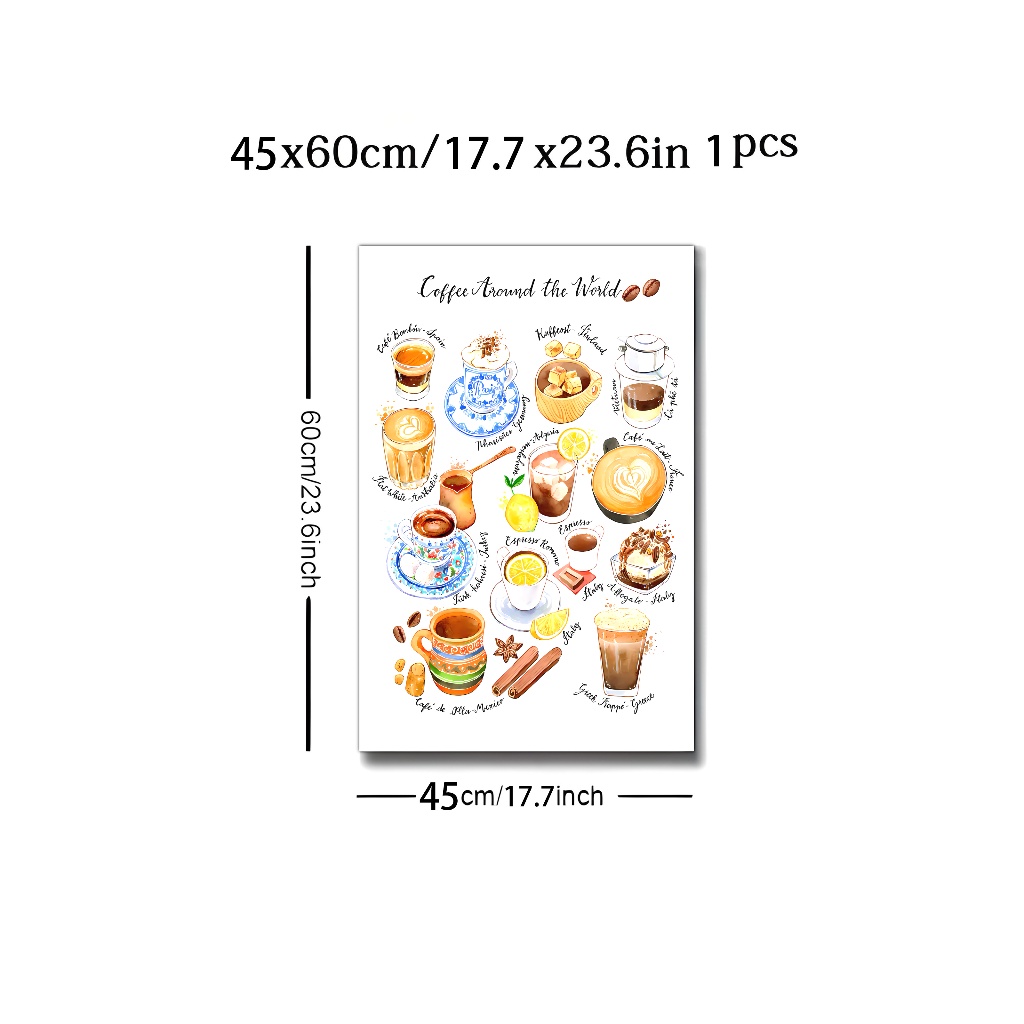 45x60cm/17.7 x23.6in 1pcs
Coffee Around the World
Café Bombón - Spain
Kaffeost - Finland
Paris
Pharisäer - Germany
Vietnam
Cà phê
Flat White - Australia
Mazagran - Algeria
Café au Lait - France
Türk kahvesi - Turkey
Espresso Romano
Italy
Espresso
Italy
Affogato - Italy
Café de Olla - Mexico
Greek Frappé - Greece
60cm/23.6inch
45cm/17.7inch